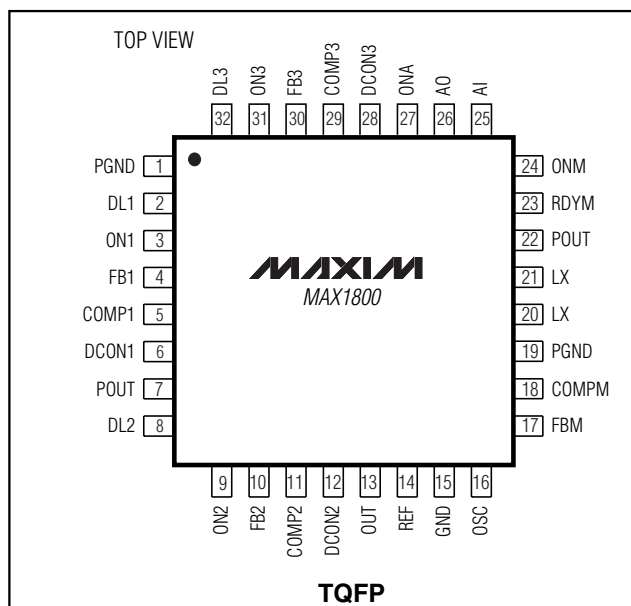 TOP VIEW
DL3
ON3
FB3
COMP3
DCON3
ONA
AO
AI
32
31
30
29
28
27
26
25
PGND 1
DL1 2
ON1 3
FB1 4
COMP1 5
DCON1 6
POUT 7
DL2 8
MAXIM
MAX1800
24 ONM
23 RDYM
22 POUT
21 LX
20 LX
19 PGND
18 COMPM
17 FBM
9
10
11
12
13
14
15
16
ON2
FB2
COMP2
DCON2
OUT
REF
GND
OSC
TQFP